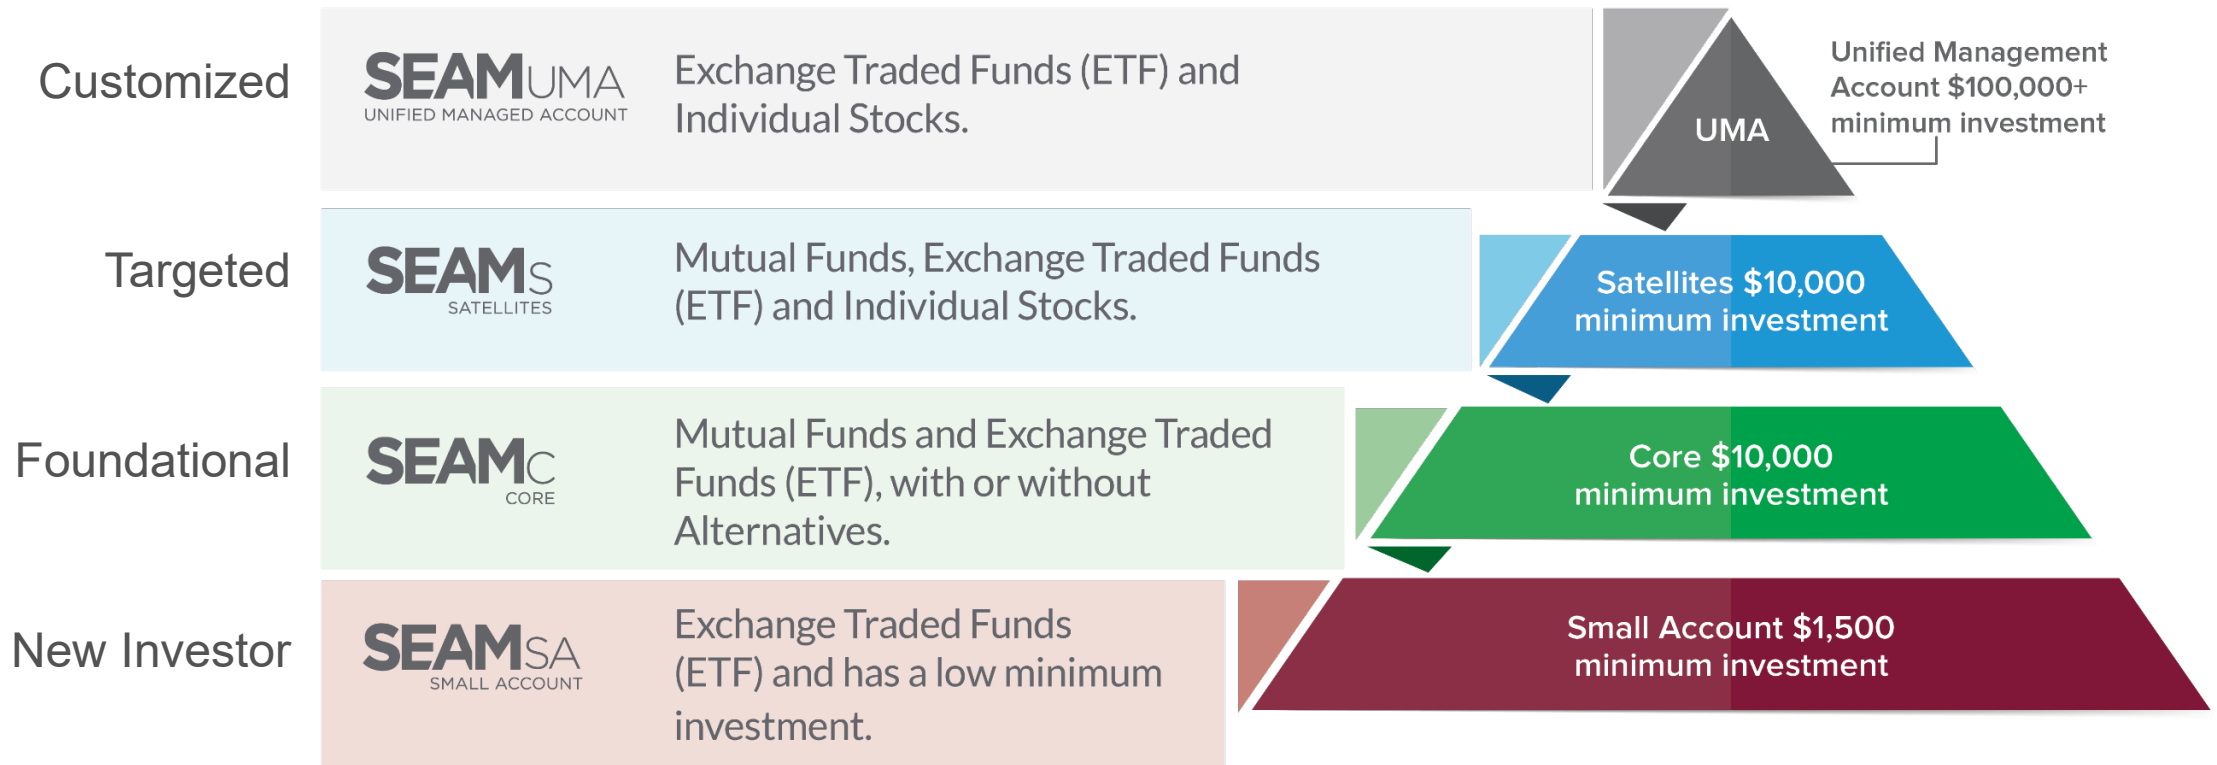 Customized
SEAMUMA
UNIFIED MANAGED ACCOUNT
Exchange Traded Funds (ETF) and
Individual Stocks.
UMA
Unified Management
Account $100,000+
minimum investment
Targeted
SEAMS
SATELLITES
Mutual Funds, Exchange Traded Funds
(ETF) and Individual Stocks.
Satellites $10,000
minimum investment
Foundational
SEAMC
CORE
Mutual Funds and Exchange Traded
Funds (ETF), with or without
Alternatives.
Core $10,000
minimum investment
New Investor
SEAMSA
SMALL ACCOUNT
Exchange Traded Funds
(ETF) and has a low minimum
investment.
Small Account $1,500
minimum investment